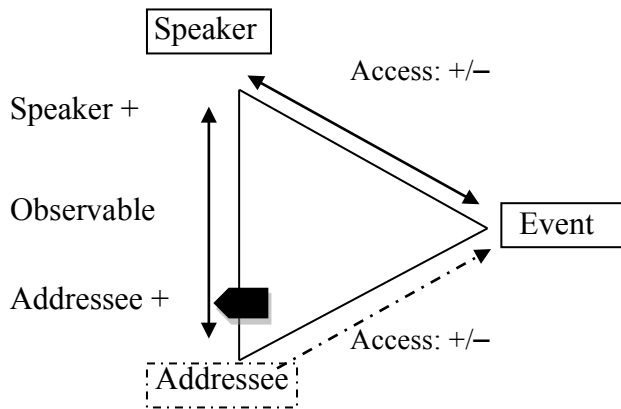 Speaker
Access: +/–
Speaker +
Observable
Event
Addressee +
Access: +/–
Addressee